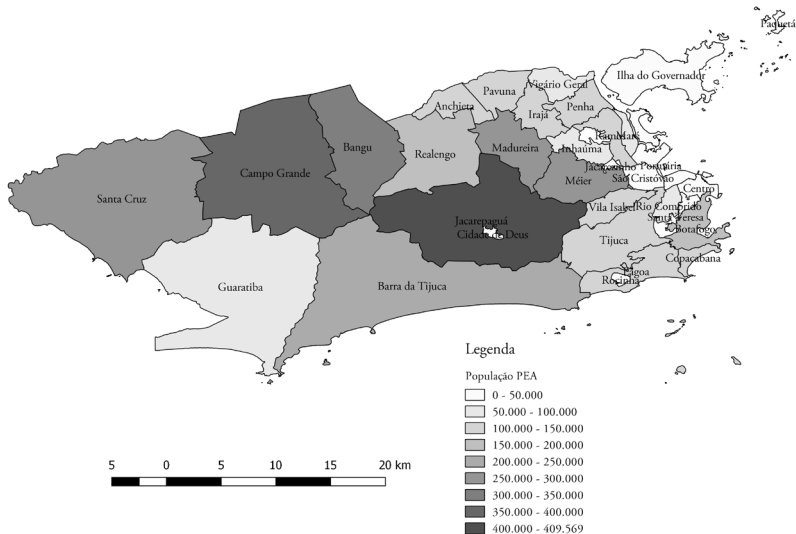 Paquetá
Ilha do Governador
Vigário Geral
Pavuna
Penha
Anchieta
Irajá
Ramos
Maré
Madureira
Inhaúma
Realengo
Bangu
Jacarezinho
Portuária
São Cristóvão
Campo Grande
Méier
Centro
Santa Cruz
Vila Isabel
Rio Comprido
Santa Teresa
Jacarepaguá
Cidade de Deus
Botafogo
Tijuca
Copacabana
Lagoa
Rocinha
Guaratiba
Barra da Tijuca
Legenda
População PEA
0 - 50.000
50.000 - 100.000
100.000 - 150.000
150.000 - 200.000
200.000 - 250.000
250.000 - 300.000
300.000 - 350.000
350.000 - 400.000
400.000 - 409.569
5 0 5 10 15 20 km